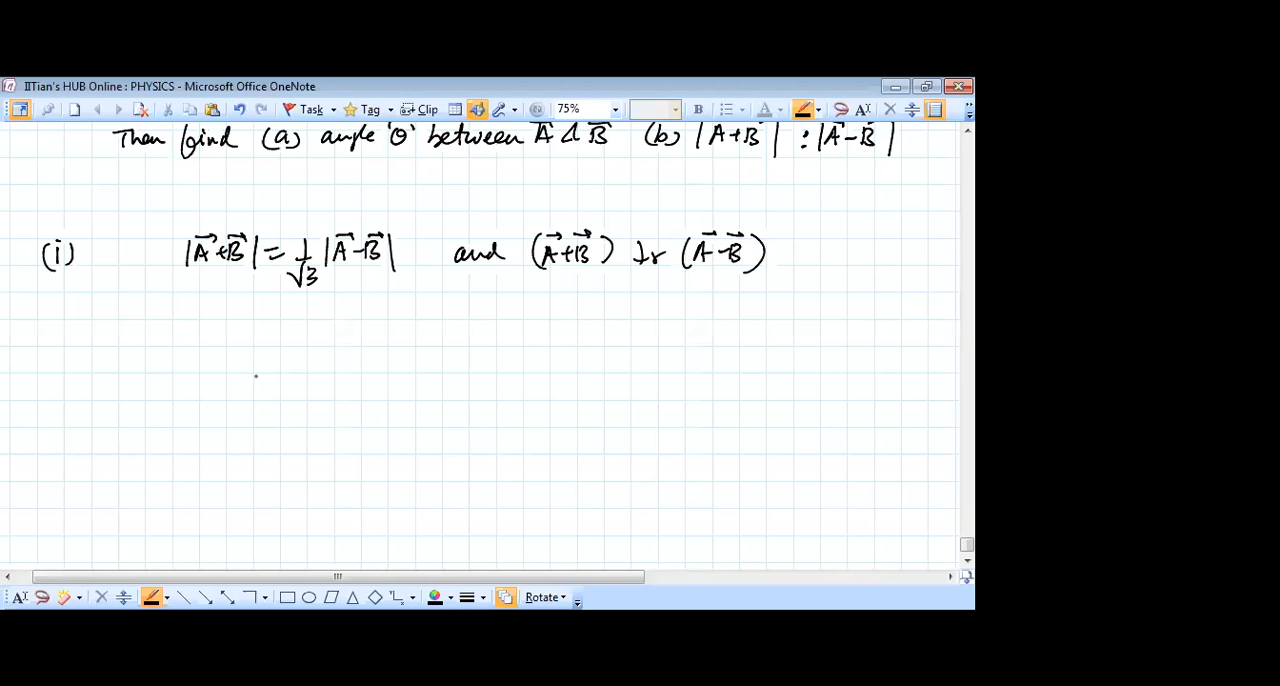 IITian's HUB Online : PHYSICS - Microsoft Office OneNote
Task Tag Clip 75% B A A
Then find (a) angle 'θ' between A⃗ & B⃗ (b) |A⃗+B⃗| : |A⃗-B⃗|
(i) |A⃗+B⃗| = 1/√3 |A⃗-B⃗| and (A⃗+B⃗) ⊥r (A⃗-B⃗)
A Rotate